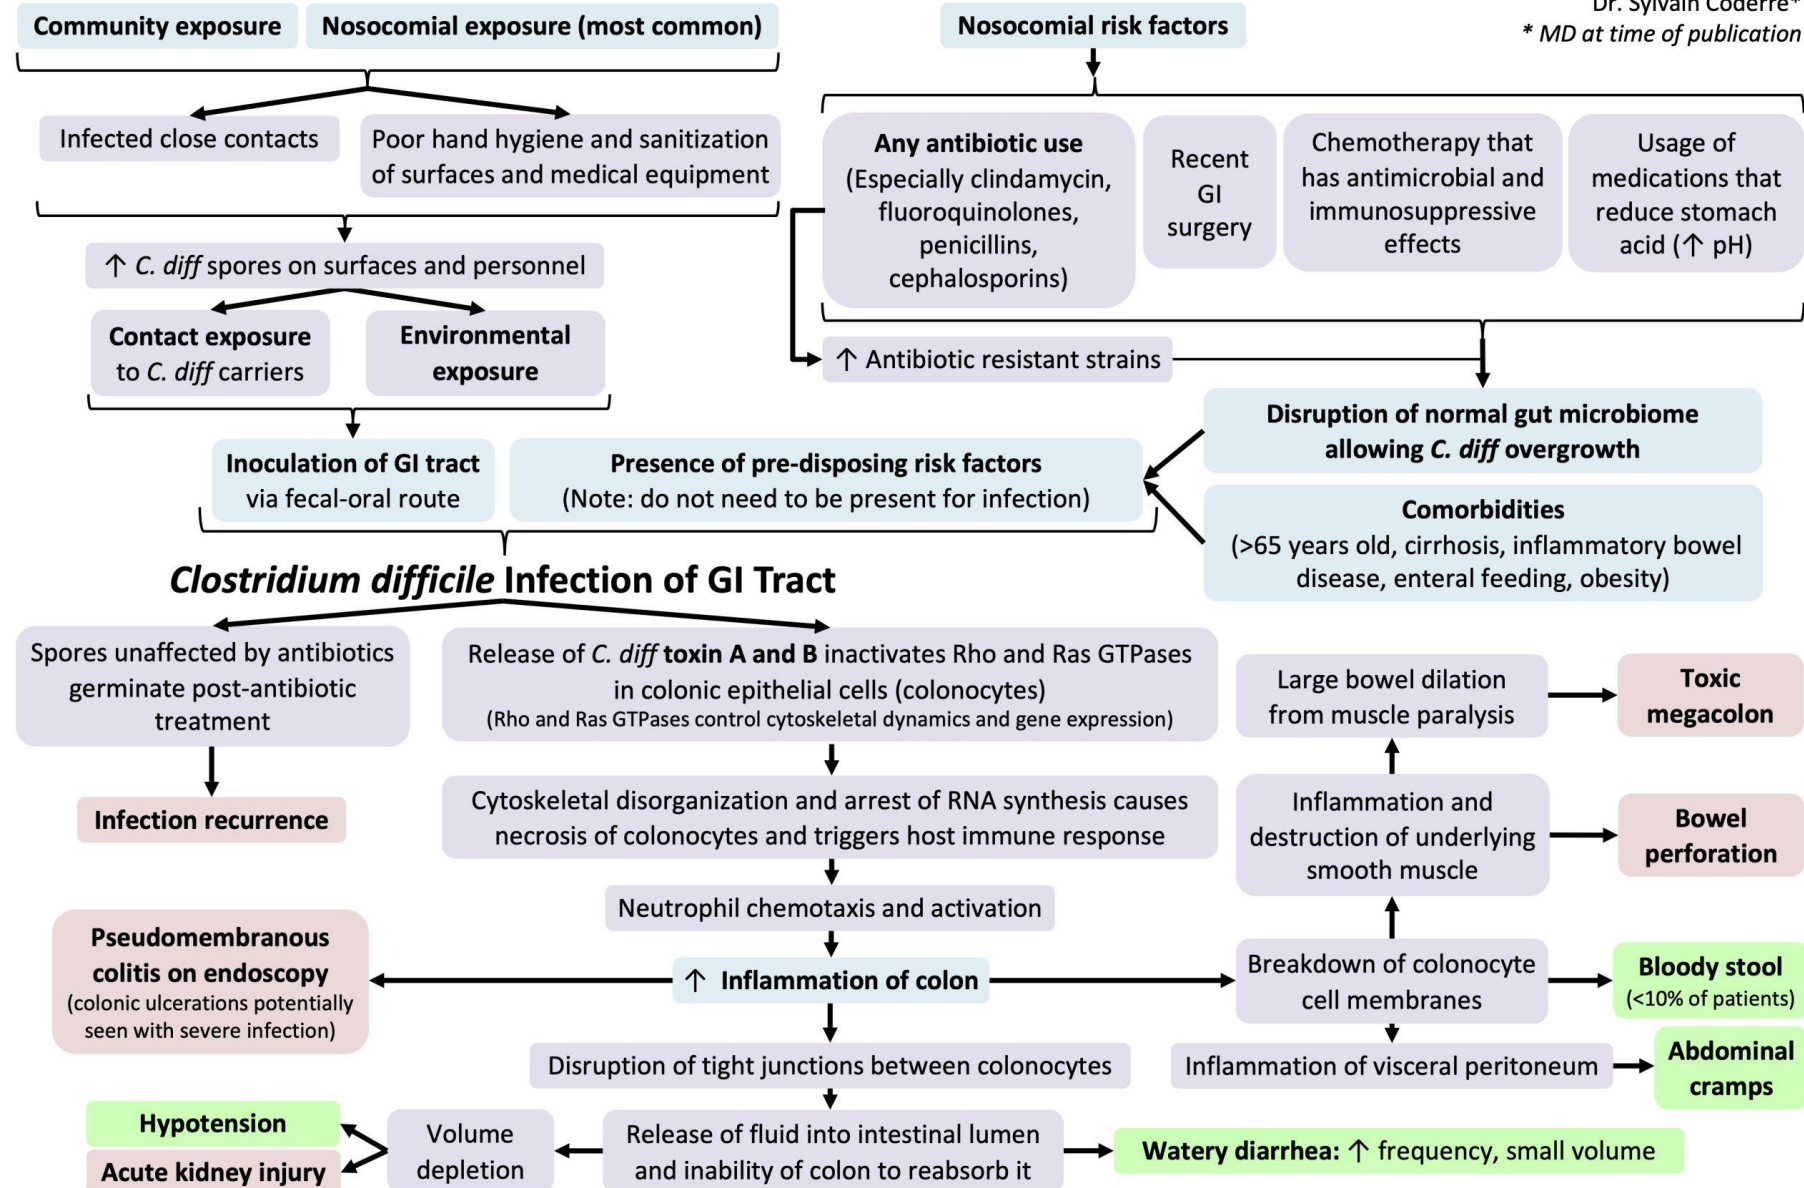 Dr. Sylvain Coderre*
* MD at time of publication
Community exposure
Nosocomial exposure (most common)
Nosocomial risk factors
Infected close contacts
Poor hand hygiene and sanitization
of surfaces and medical equipment
Any antibiotic use
(Especially clindamycin,
fluoroquinolones,
penicillins,
cephalosporins)
Recent
GI
surgery
Chemotherapy that
has antimicrobial and
immunosuppressive
effects
Usage of
medications that
reduce stomach
acid (↑ pH)
↑ C. diff spores on surfaces and personnel
Contact exposure
to C. diff carriers
Environmental
exposure
↑ Antibiotic resistant strains
Disruption of normal gut microbiome
allowing C. diff overgrowth
Inoculation of GI tract
via fecal-oral route
Presence of pre-disposing risk factors
(Note: do not need to be present for infection)
Comorbidities
(>65 years old, cirrhosis, inflammatory bowel
disease, enteral feeding, obesity)
Clostridium difficile Infection of GI Tract
Spores unaffected by antibiotics
germinate post-antibiotic
treatment
Release of C. diff toxin A and B inactivates Rho and Ras GTPases
in colonic epithelial cells (colonocytes)
(Rho and Ras GTPases control cytoskeletal dynamics and gene expression)
Large bowel dilation
from muscle paralysis
Toxic
megacolon
Infection recurrence
Cytoskeletal disorganization and arrest of RNA synthesis causes
necrosis of colonocytes and triggers host immune response
Inflammation and
destruction of underlying
smooth muscle
Bowel
perforation
Neutrophil chemotaxis and activation
Pseudomembranous
colitis on endoscopy
(colonic ulcerations potentially
seen with severe infection)
↑ Inflammation of colon
Breakdown of colonocyte
cell membranes
Bloody stool
(<10% of patients)
Disruption of tight junctions between colonocytes
Inflammation of visceral peritoneum
Abdominal
cramps
Hypotension
Acute kidney injury
Volume
depletion
Release of fluid into intestinal lumen
and inability of colon to reabsorb it
Watery diarrhea: ↑ frequency, small volume